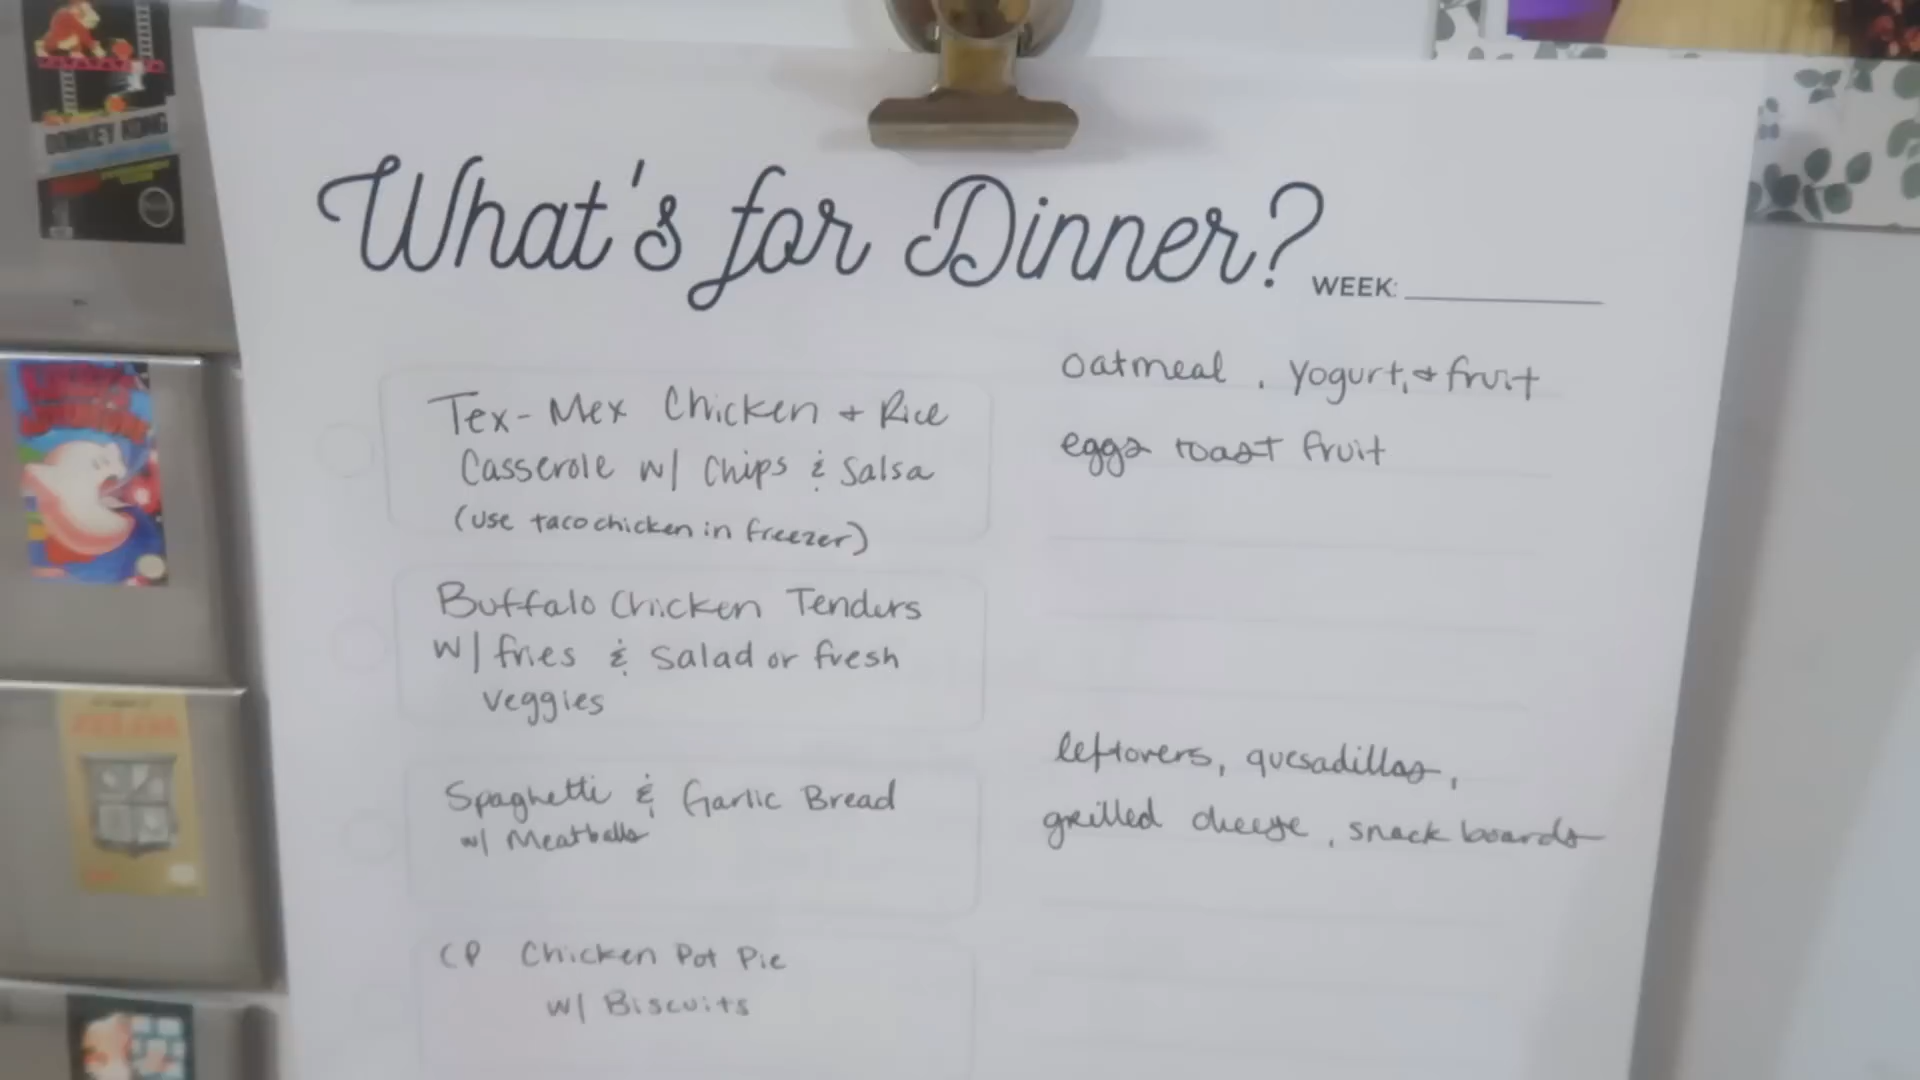 What's for Dinner?
WEEK:
Tex-Mex Chicken + Rice
Casserole w/ Chips & Salsa
(use taco chicken in freezer)
Buffalo Chicken Tenders
w/ fries & Salad or fresh
veggies
Spaghetti & Garlic Bread
w/ Meatballs
CP Chicken Pot Pie
w/ Biscuits
oatmeal, yogurt, + fruit
eggs toast fruit
leftovers, quesadillas,
grilled cheese, snack boards
DONKEY KONG